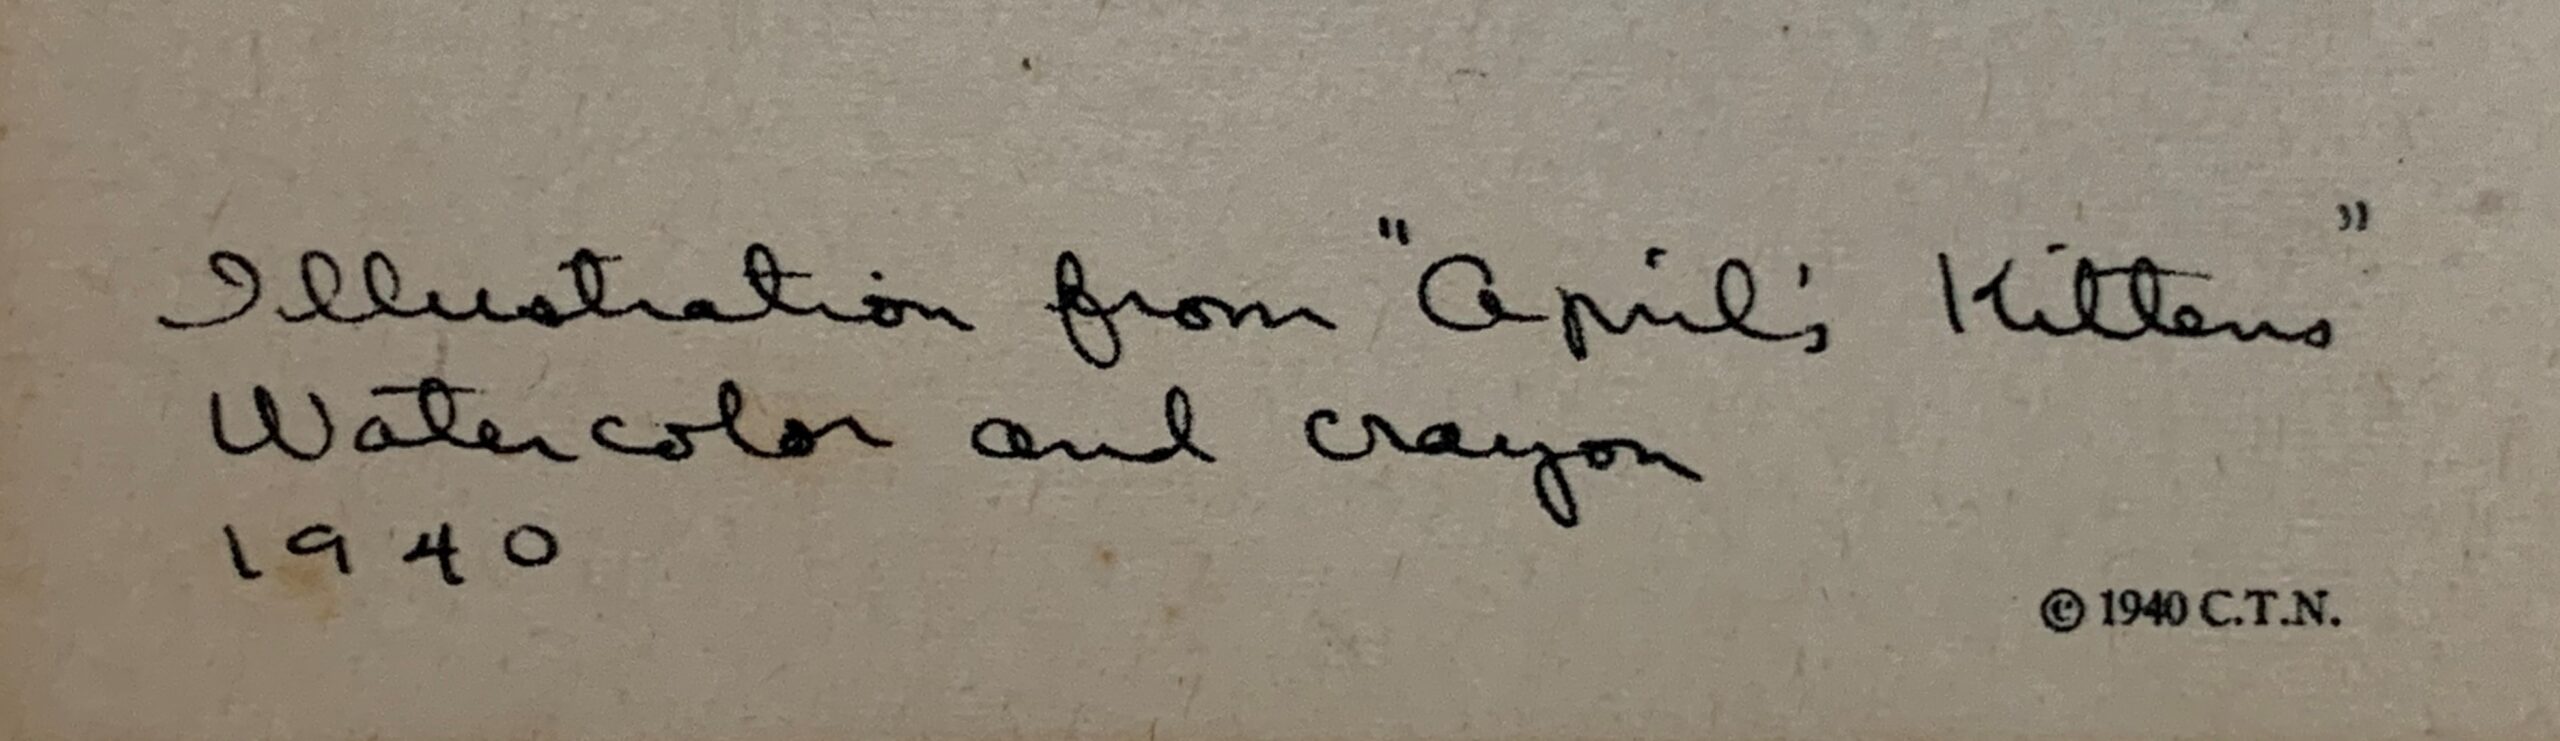 Illustration from "April's Kittens"
Watercolor and crayon
1940
© 1940 C.T.N.